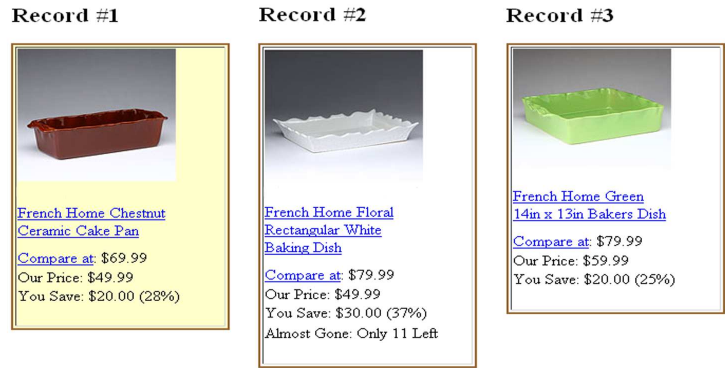 Record #1
French Home Chestnut
Ceramic Cake Pan
Compare at: $69.99
Our Price: $49.99
You Save: $20.00 (28%)
Record #2
French Home Floral
Rectangular White
Baking Dish
Compare at: $79.99
Our Price: $49.99
You Save: $30.00 (37%)
Almost Gone: Only 11 Left
Record #3
French Home Green
14in x 13in Bakers Dish
Compare at: $79.99
Our Price: $59.99
You Save: $20.00 (25%)